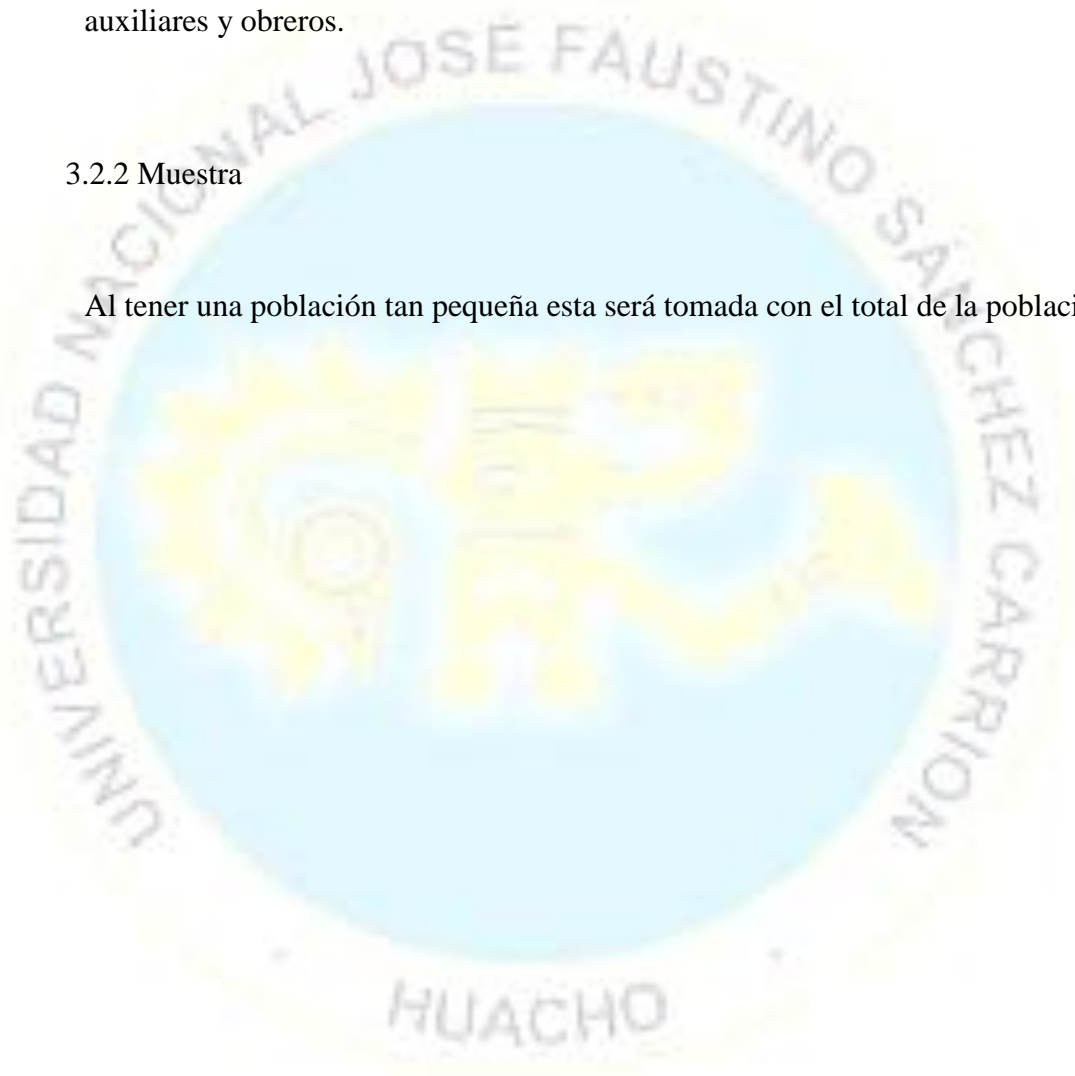 auxiliares y obreros.
3.2.2 Muestra
Al tener una población tan pequeña esta será tomada con el total de la
UNIVERSIDAD NACIONAL JOSÉ FAUSTINO SÁNCHEZ CARRIÓN
HUACHO